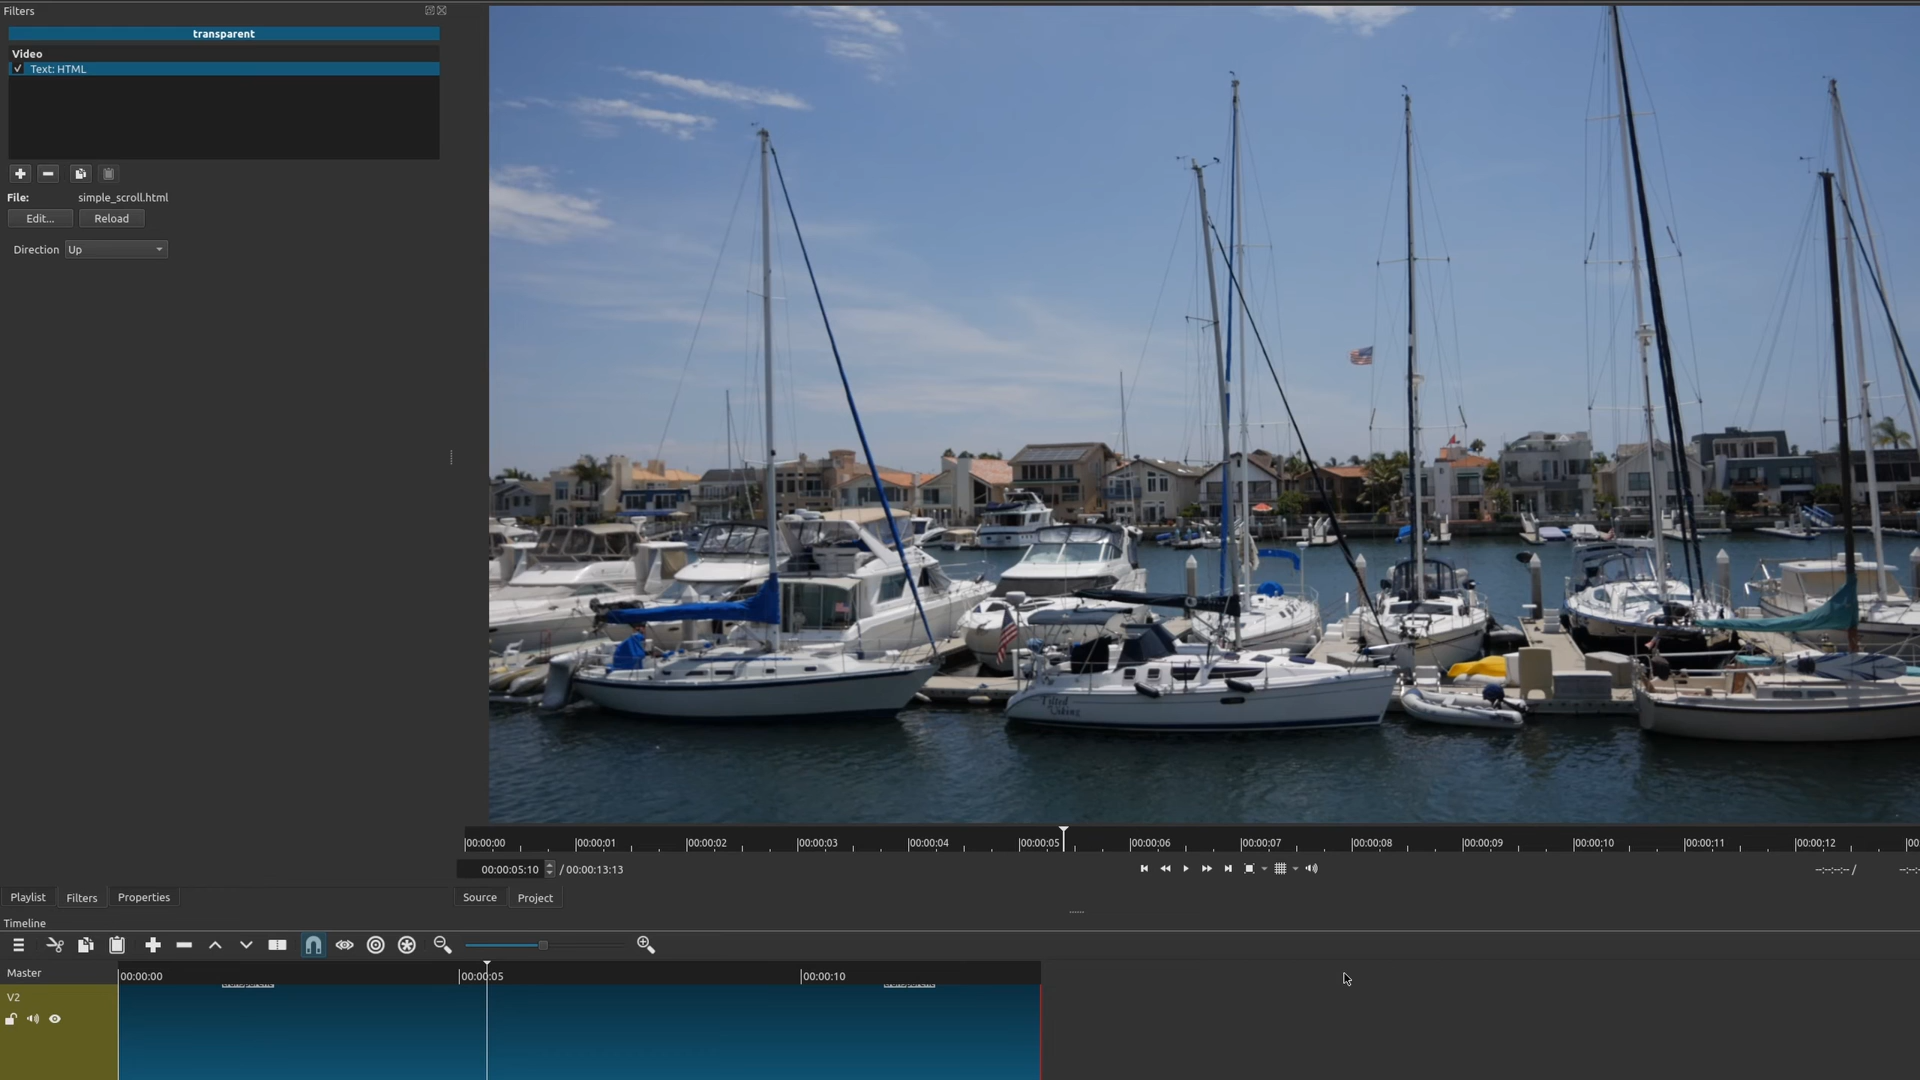 Filters
transparent
Video
Text: HTML
File: simple_scroll.html
Edit... Reload
Direction Up
Tilted
Viking
|00:00:00 |00:00:01 |00:00:02 |00:00:03 |00:00:04 |00:00:05 |00:00:06 |00:00:07 |00:00:08 |00:00:09 |00:00:10 |00:00:11 |00:00:12 |00:
00:00:05:10 / 00:00:13:13 --:--:--:-- / --:--
Playlist Filters Properties Source Project
Timeline
Master |00:00:00 |00:00:05 |00:00:10
V2